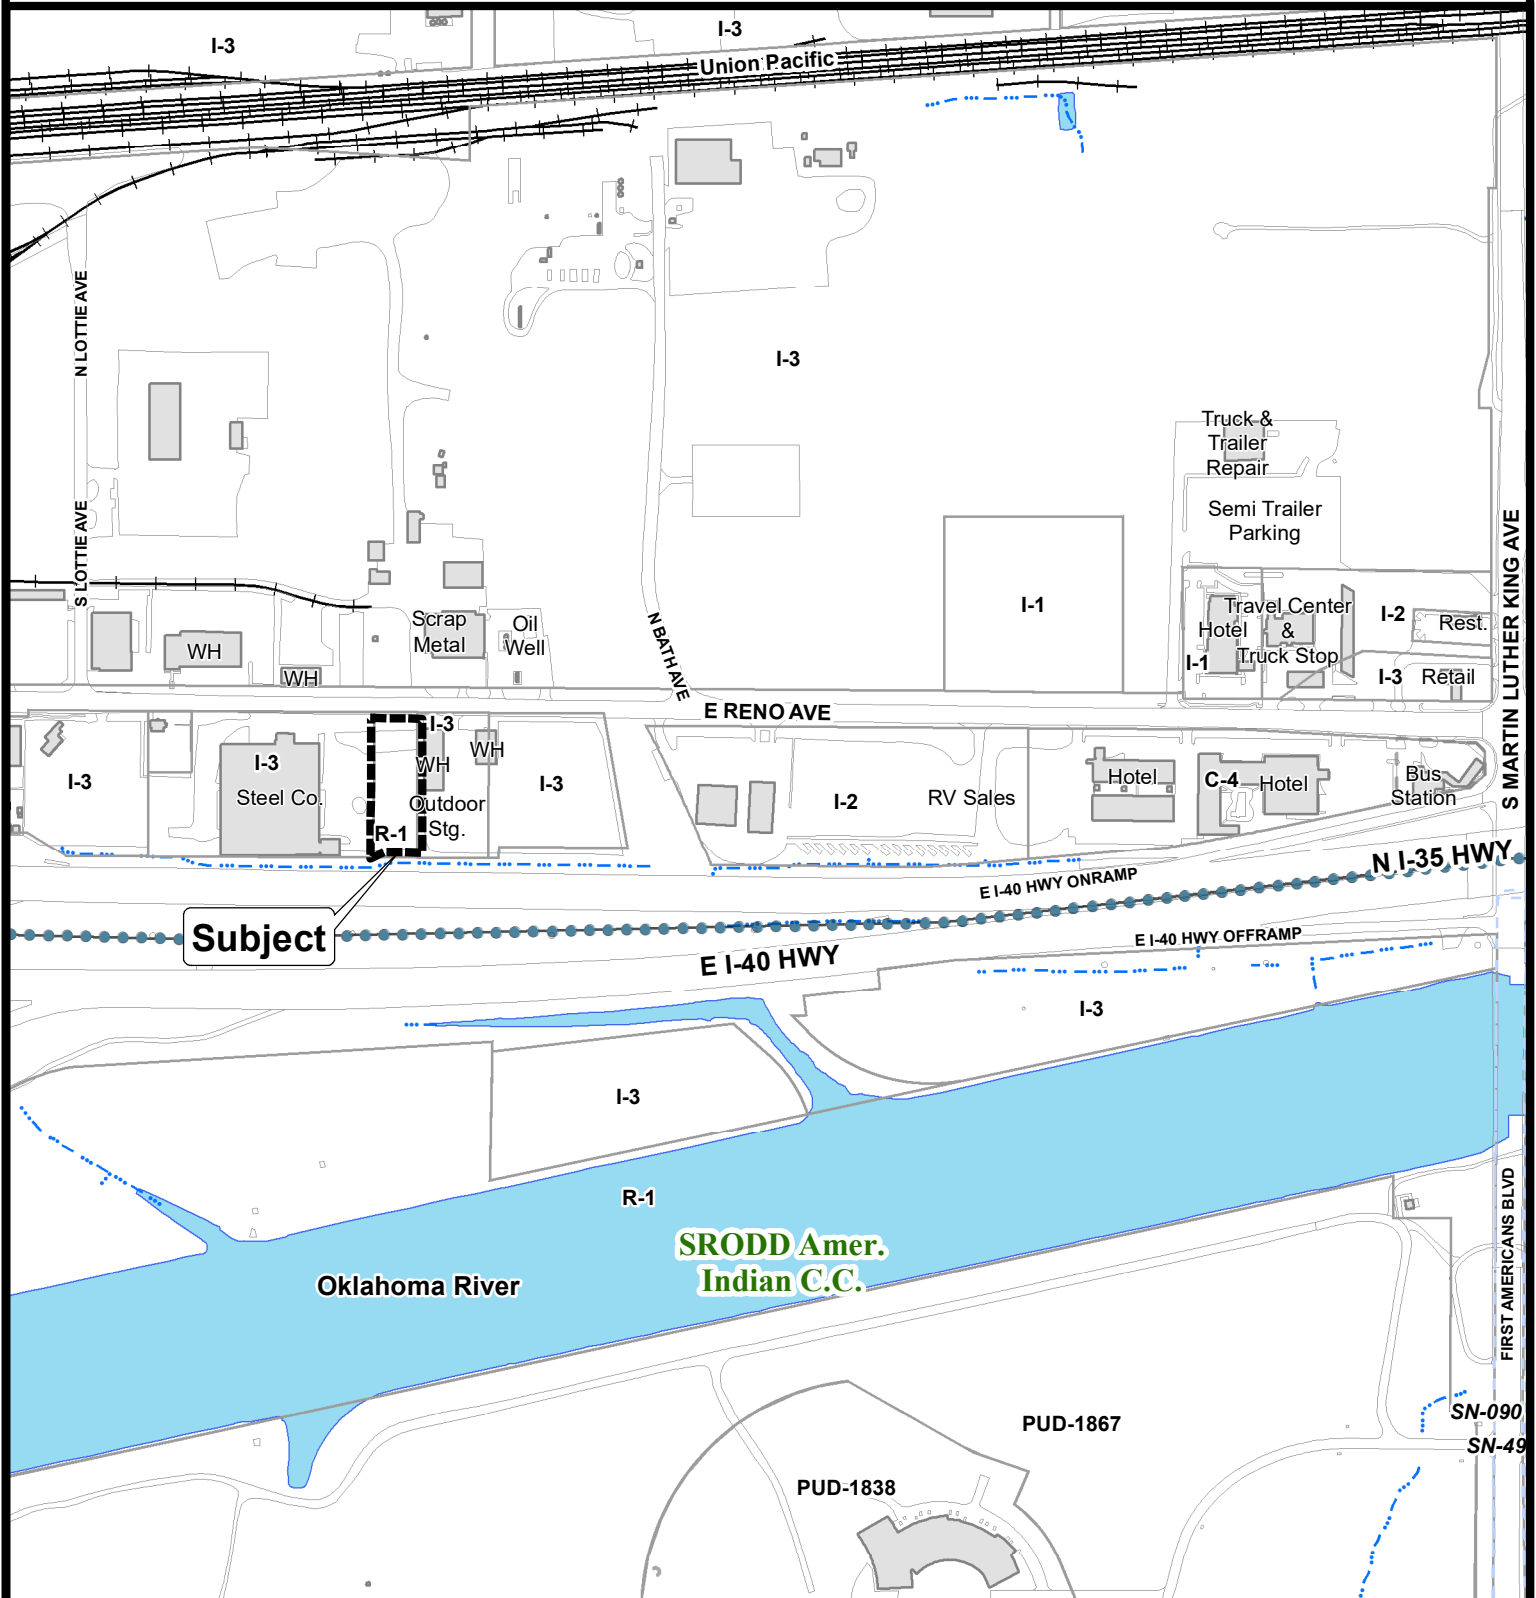 I-3
I-3
Union Pacific
N LOTTIE AVE
I-3
Truck &
Trailer
Repair
Semi Trailer
Parking
S LOTTIE AVE
S MARTIN LUTHER KING AVE
I-1
Scrap
Metal
Oil
Well
N BATH AVE
WH
WH
Hotel
I-1
Travel Center
&
Truck Stop
I-2
Rest.
I-3
Retail
E RENO AVE
I-3
I-3
Steel Co.
I-3
WH
Outdoor
Stg.
R-1
WH
I-3
I-2
RV Sales
Hotel
C-4
Hotel
Bus
Station
N I-35 HWY
E I-40 HWY ONRAMP
Subject
E I-40 HWY OFFRAMP
E I-40 HWY
I-3
I-3
R-1
SRODD Amer.
Indian C.C.
Oklahoma River
FIRST AMERICANS BLVD
PUD-1867
SN-090
SN-49
PUD-1838